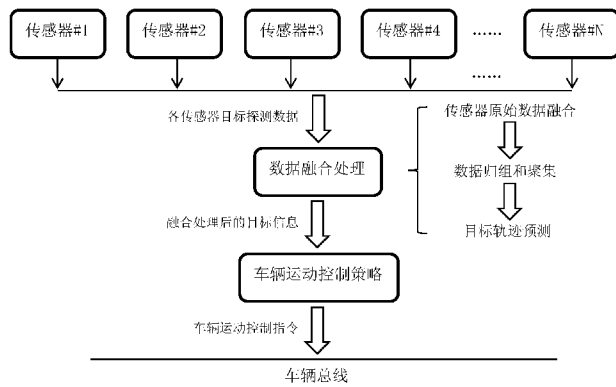 传感器#1 传感器#2 传感器#3 传感器#4 …… 传感器#N
……
各传感器目标探测数据
传感器原始数据融合
数据融合处理
数据归组和聚集
融合处理后的目标信息
目标轨迹预测
车辆运动控制策略
车辆运动控制指令
车辆总线